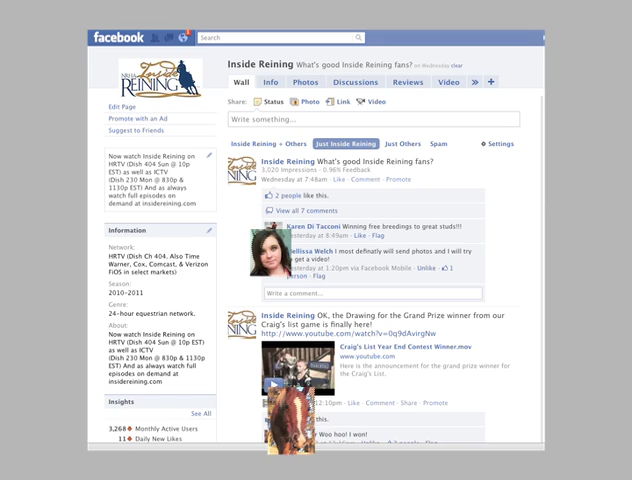 facebook
1
Search
NRHA Inside
REINING
Edit Page
Promote with an Ad
Suggest to Friends
Now watch Inside Reining on
HRTV (Dish 404 Sun @ 10p
EST) as well as ICTV
(Dish 230 Mon @ 830p &
1130p EST) And as always
watch full episodes on
demand at insidereining.com
Information
Network:
HRTV (Dish Ch 404, Also Time
Warner, Cox, Comcast, & Verizon
FiOS in select markets)
Season:
2010-2011
Genre:
24-hour equestrian network.
About:
Now watch Inside Reining on
HRTV (Dish 404 Sun @ 10p EST)
as well as ICTV
(Dish 230 Mon @ 830p & 1130p
EST) And as always watch full
episodes on demand at
insidereining.com
Insights
See All
3,268 Monthly Active Users
11 Daily New Likes
Inside Reining What's good Inside Reining fans? on Wednesday clear
Wall Info Photos Discussions Reviews Video » +
Share: Status Photo Link Video
Write something...
Inside Reining + Others Just Inside Reining Just Others Spam Settings
Inside Reining What's good Inside Reining fans?
3,020 Impressions · 0.96% Feedback
Wednesday at 7:48am · Like · Comment · Promote
2 people like this.
View all 7 comments
Karen Di Tacconi Winning free breedings to great studs!!!
Yesterday at 8:49am · Like · Flag
Mellissa Welch I most definatly will send photos and I will try
get a video!
Yesterday at 1:20pm via Facebook Mobile · Unlike · 1
person · Flag
Write a comment...
Inside Reining OK, the Drawing for the Grand Prize winner from our
Craig's list game is finally here!
http://www.youtube.com/watch?v=0q9dAvirgNw
Craig's List Year End Contest Winner.mov
www.youtube.com
Here is the announcement for the grand prize winner for
the Craig's List.
12:10pm · Like · Comment · Share · Promote
this.
Woo hoo! I won!